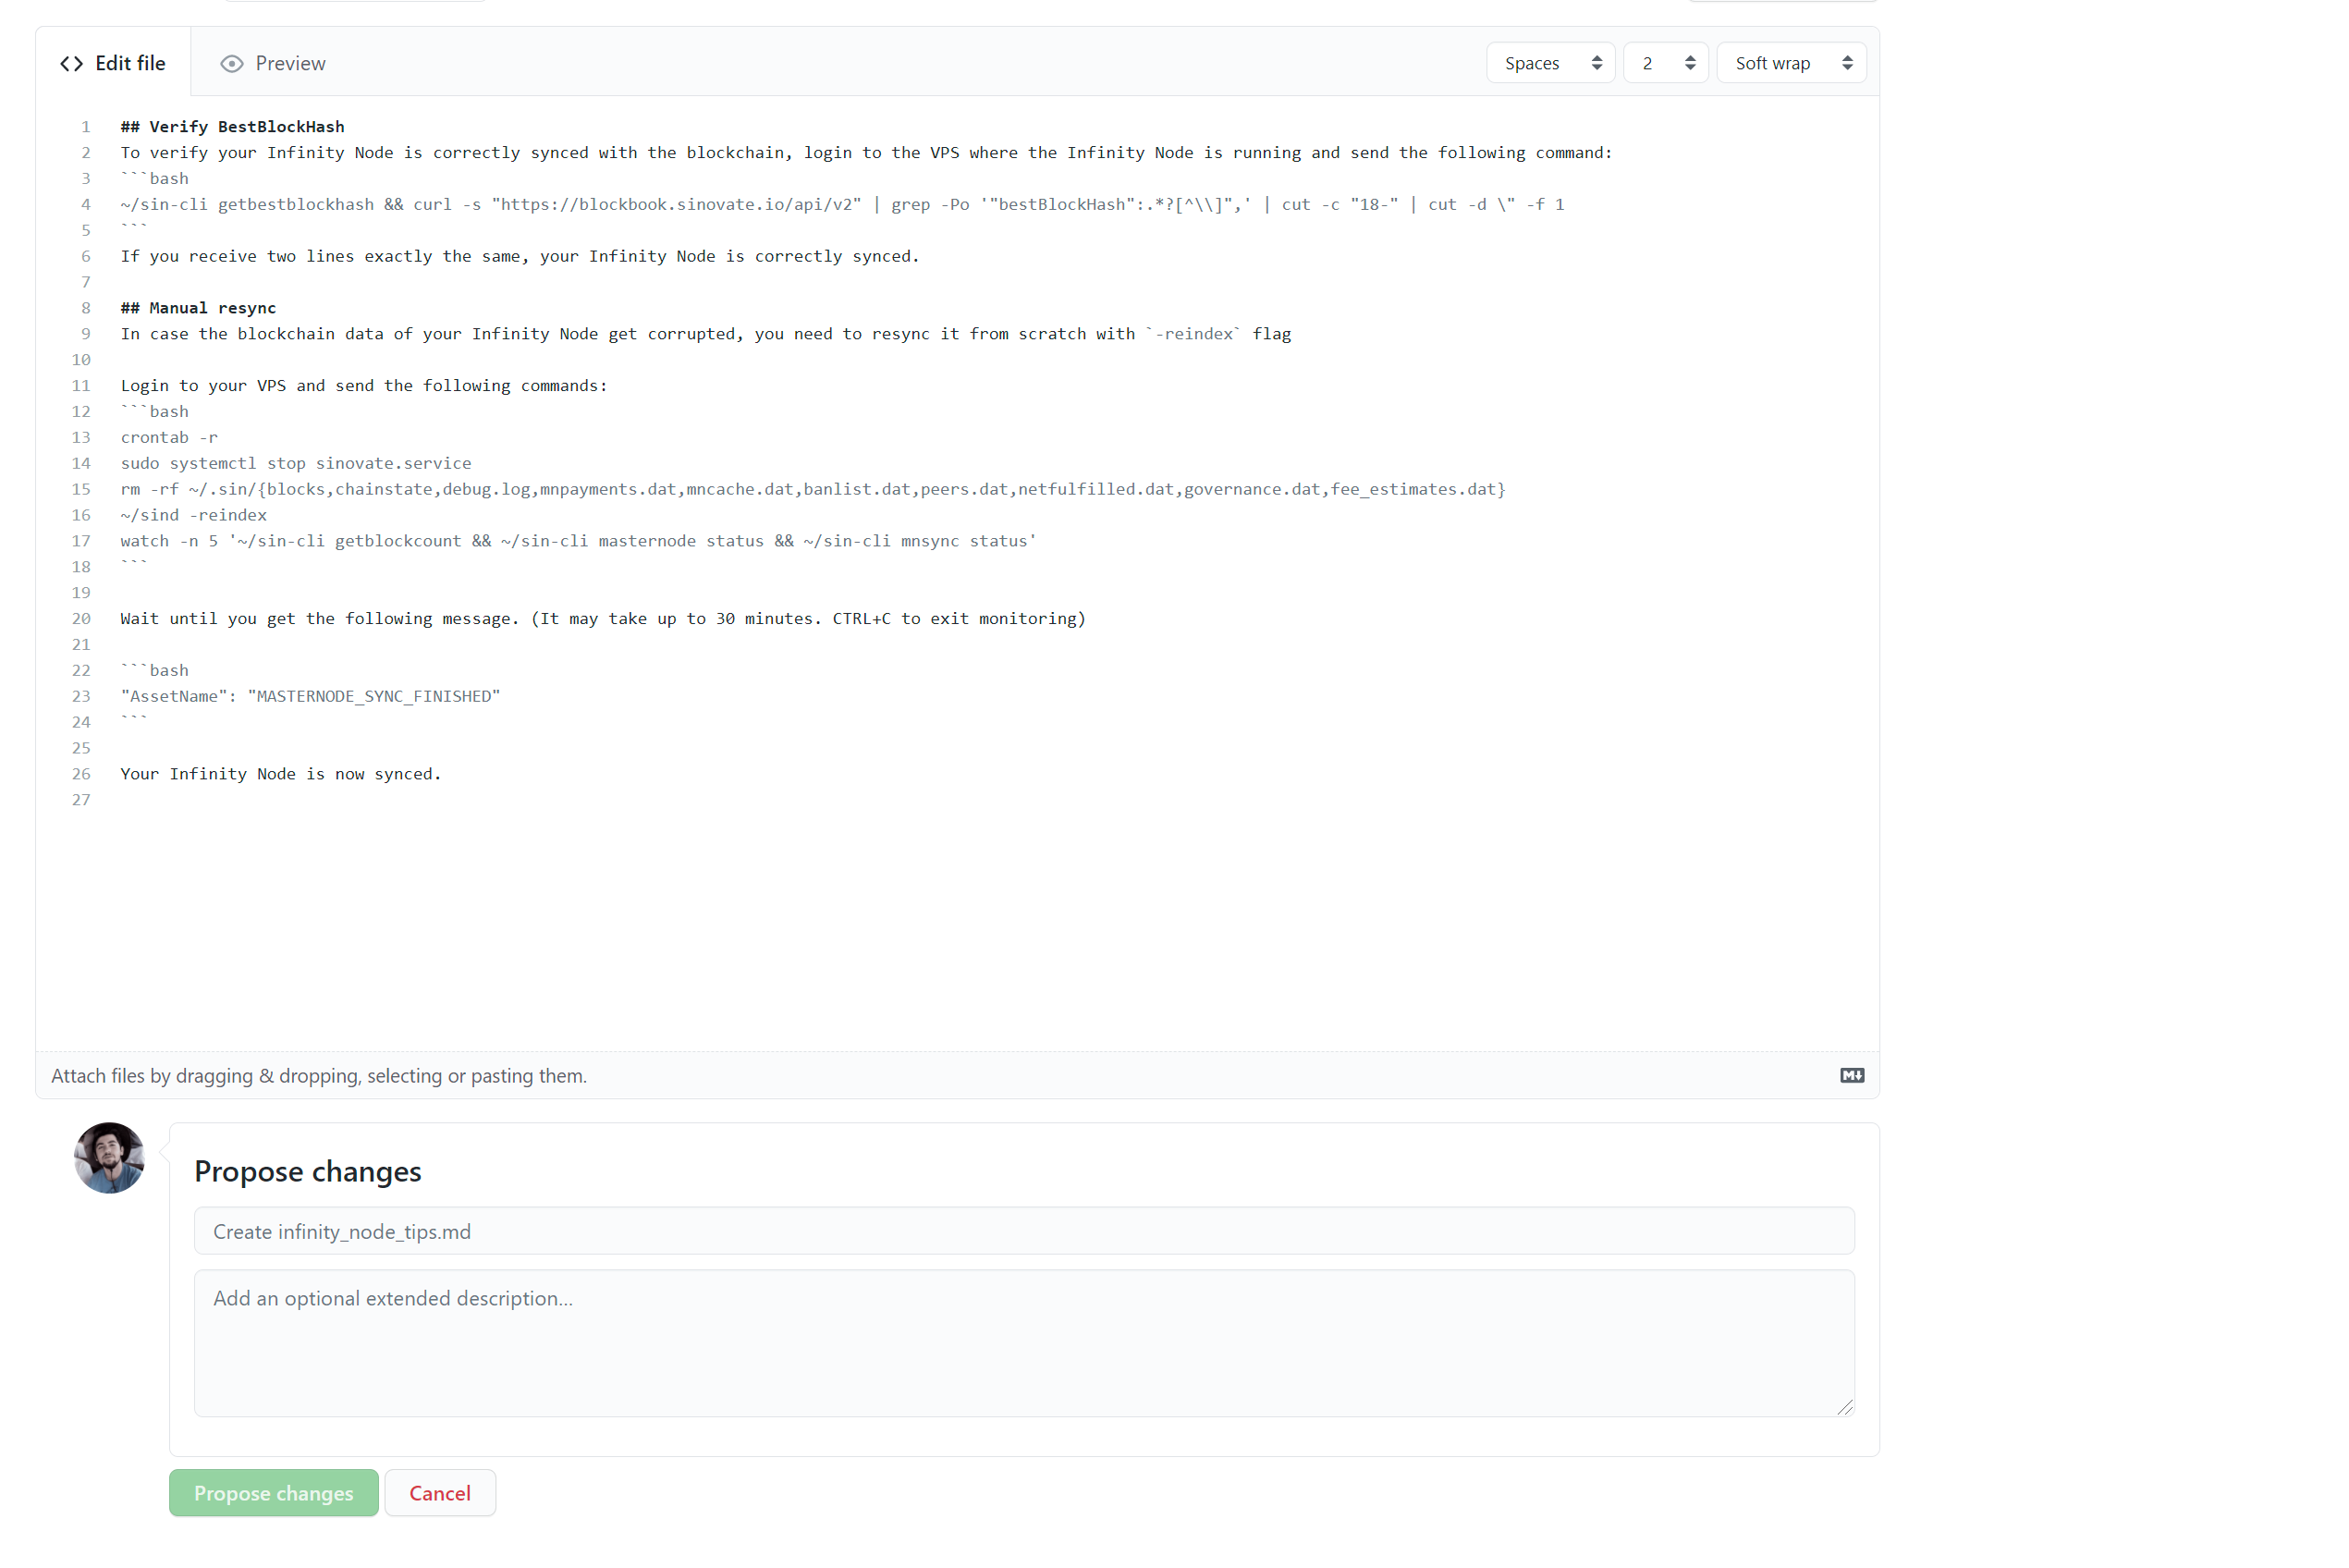 Edit file
Preview
Spaces
2
Soft wrap
1 ## Verify BestBlockHash
2 To verify your Infinity Node is correctly synced with the blockchain, login to the VPS where the Infinity Node is running and send the following command:
3 ```bash
4 ~/sin-cli getbestblockhash && curl -s "https://blockbook.sinovate.io/api/v2" | grep -Po '"bestBlockHash":.*?[^\\]",' | cut -c "18-" | cut -d \" -f 1
5 ```
6 If you receive two lines exactly the same, your Infinity Node is correctly synced.
7
8 ## Manual resync
9 In case the blockchain data of your Infinity Node get corrupted, you need to resync it from scratch with `-reindex` flag
10
11 Login to your VPS and send the following commands:
12 ```bash
13 crontab -r
14 sudo systemctl stop sinovate.service
15 rm -rf ~/.sin/{blocks,chainstate,debug.log,mnpayments.dat,mncache.dat,banlist.dat,peers.dat,netfulfilled.dat,governance.dat,fee_estimates.dat}
16 ~/sind -reindex
17 watch -n 5 '~/sin-cli getblockcount && ~/sin-cli masternode status && ~/sin-cli mnsync status'
18 ```
19
20 Wait until you get the following message. (It may take up to 30 minutes. CTRL+C to exit monitoring)
21
22 ```bash
23 "AssetName": "MASTERNODE_SYNC_FINISHED"
24 ```
25
26 Your Infinity Node is now synced.
27
Attach files by dragging & dropping, selecting or pasting them.
Propose changes
Create infinity_node_tips.md
Add an optional extended description...
Propose changes
Cancel